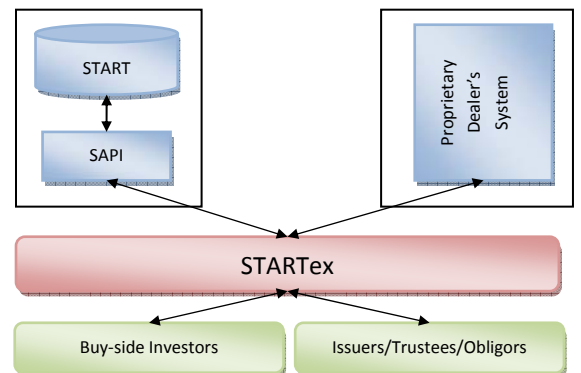 START
SAPI
Proprietary
Dealer's
System
STARTex
Buy-side Investors
Issuers/Trustees/Obligors